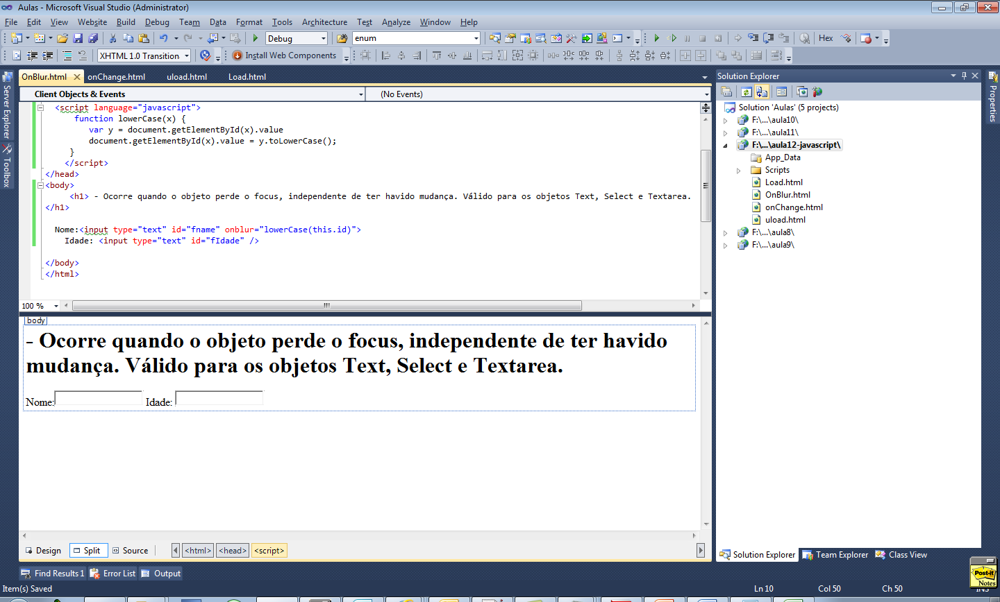 Aulas - Microsoft Visual Studio (Administrator)
File Edit View Website Build Debug Team Data Format Architecture Tools Test Analyze Window Help
Debug enum Hex
XHTML 1.0 Transition Install Web Components
OnBlur.html onChange.html uload.html Load.html
Client Objects & Events (No Events)
<script language="javascript">
function lowerCase(x) {
var y = document.getElementById(x).value
document.getElementById(x).value = y.toLowerCase();
}
</script>
</head>
<body>
<h1> - Ocorre quando o objeto perde o focus, independente de ter havido mudança. Válido para os objetos Text, Select e Textarea.
</h1>
Nome:<input type="text" id="fname" onblur="lowerCase(this.id)">
Idade: <input type="text" id="fIdade" />
</body>
</html>
100 %
body
- Ocorre quando o objeto perde o focus, independente de ter havido
mudança. Válido para os objetos Text, Select e Textarea.
Nome: Idade:
Design Split Source <html> <head> <script>
Server Explorer
Toolbox
Solution Explorer
Solution 'Aulas' (5 projects)
F:\...\aula10\
F:\...\aula11\
F:\...\aula12-javascript\
App_Data
Scripts
Load.html
OnBlur.html
onChange.html
uload.html
F:\...\aula8\
F:\...\aula9\
Properties
Solution Explorer Team Explorer Class View
Find Results 1 Error List Output
Post-it
Notes
Item(s) Saved Ln 10 Col 50 Ch 50